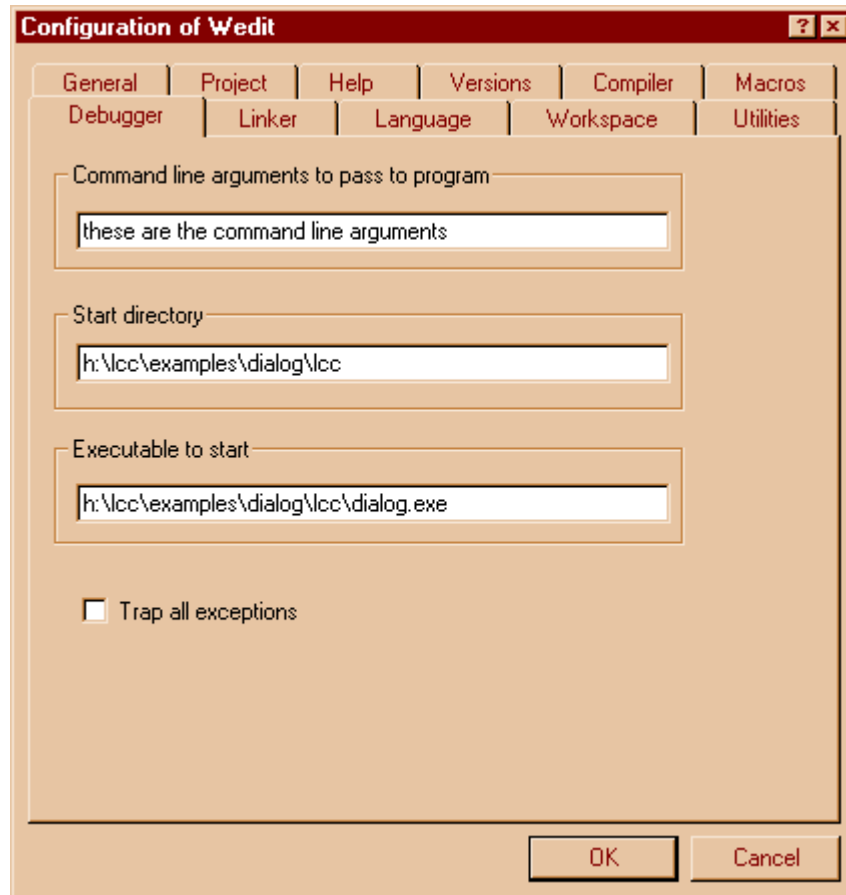 Configuration of Wedit
General Project Help Versions Compiler Macros
Debugger Linker Language Workspace Utilities
Command line arguments to pass to program
these are the command line arguments
Start directory
h:\lcc\examples\dialog\lcc
Executable to start
h:\lcc\examples\dialog\lcc\dialog.exe
Trap all exceptions
OK Cancel